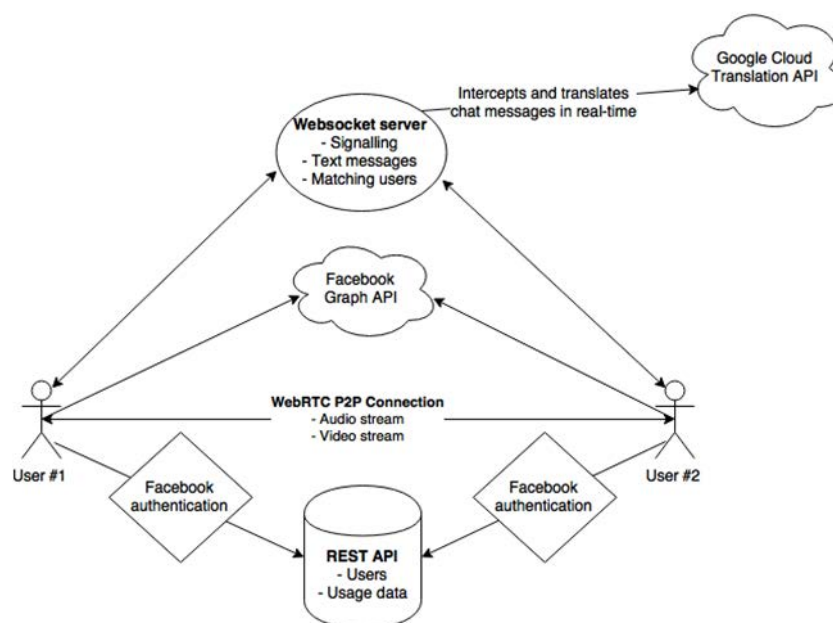 Google Cloud
Translation API
Intercepts and translates
chat messages in real-time
Websocket server
- Signalling
- Text messages
- Matching users
Facebook
Graph API
WebRTC P2P Connection
- Audio stream
- Video stream
User #1
User #2
Facebook
authentication
Facebook
authentication
REST API
- Users
- Usage data